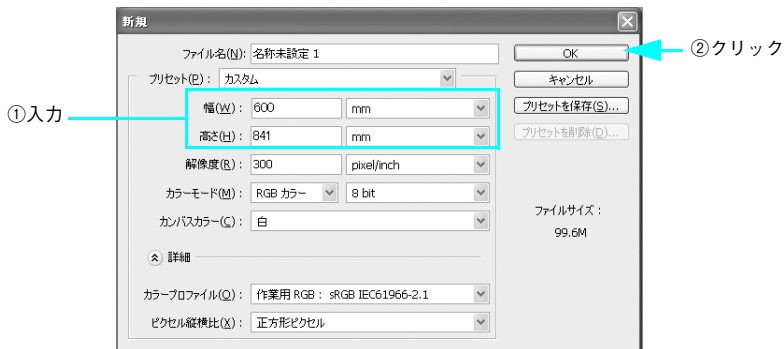 新規
ファイル名(N): 名称未設定 1
OK
②クリック
プリセット(P): カスタム
キャンセル
①入力
幅(W): 600 mm
プリセットを保存(S)...
高さ(H): 841 mm
プリセットを削除(D)...
解像度(R): 300 pixel/inch
カラーモード(M): RGB カラー 8 bit
カンバスカラー(C): 白
ファイルサイズ:
99.6M
詳細
カラープロファイル(O): 作業用 RGB: sRGB IEC61966-2.1
ピクセル縦横比(X): 正方形ピクセル